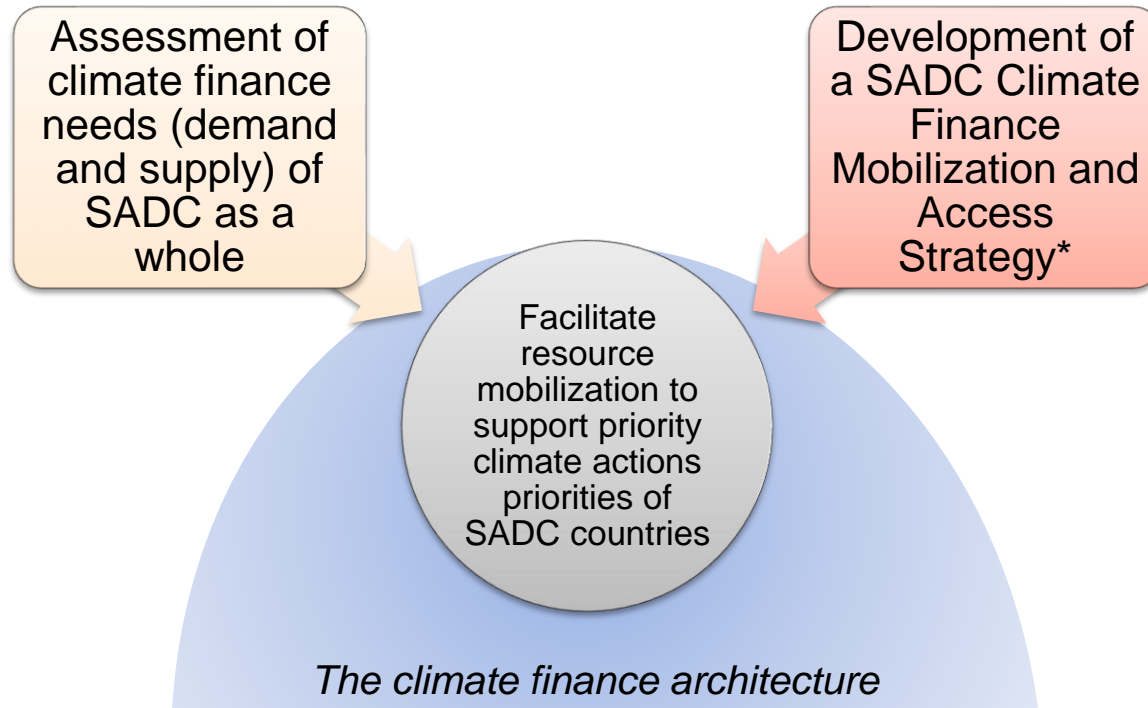 Assessment of
climate finance
needs (demand
and supply) of
SADC as a
whole
Development of
a SADC Climate
Finance
Mobilization and
Access
Strategy*
Facilitate
resource
mobilization to
support priority
climate actions
priorities of
SADC countries
The climate finance architecture